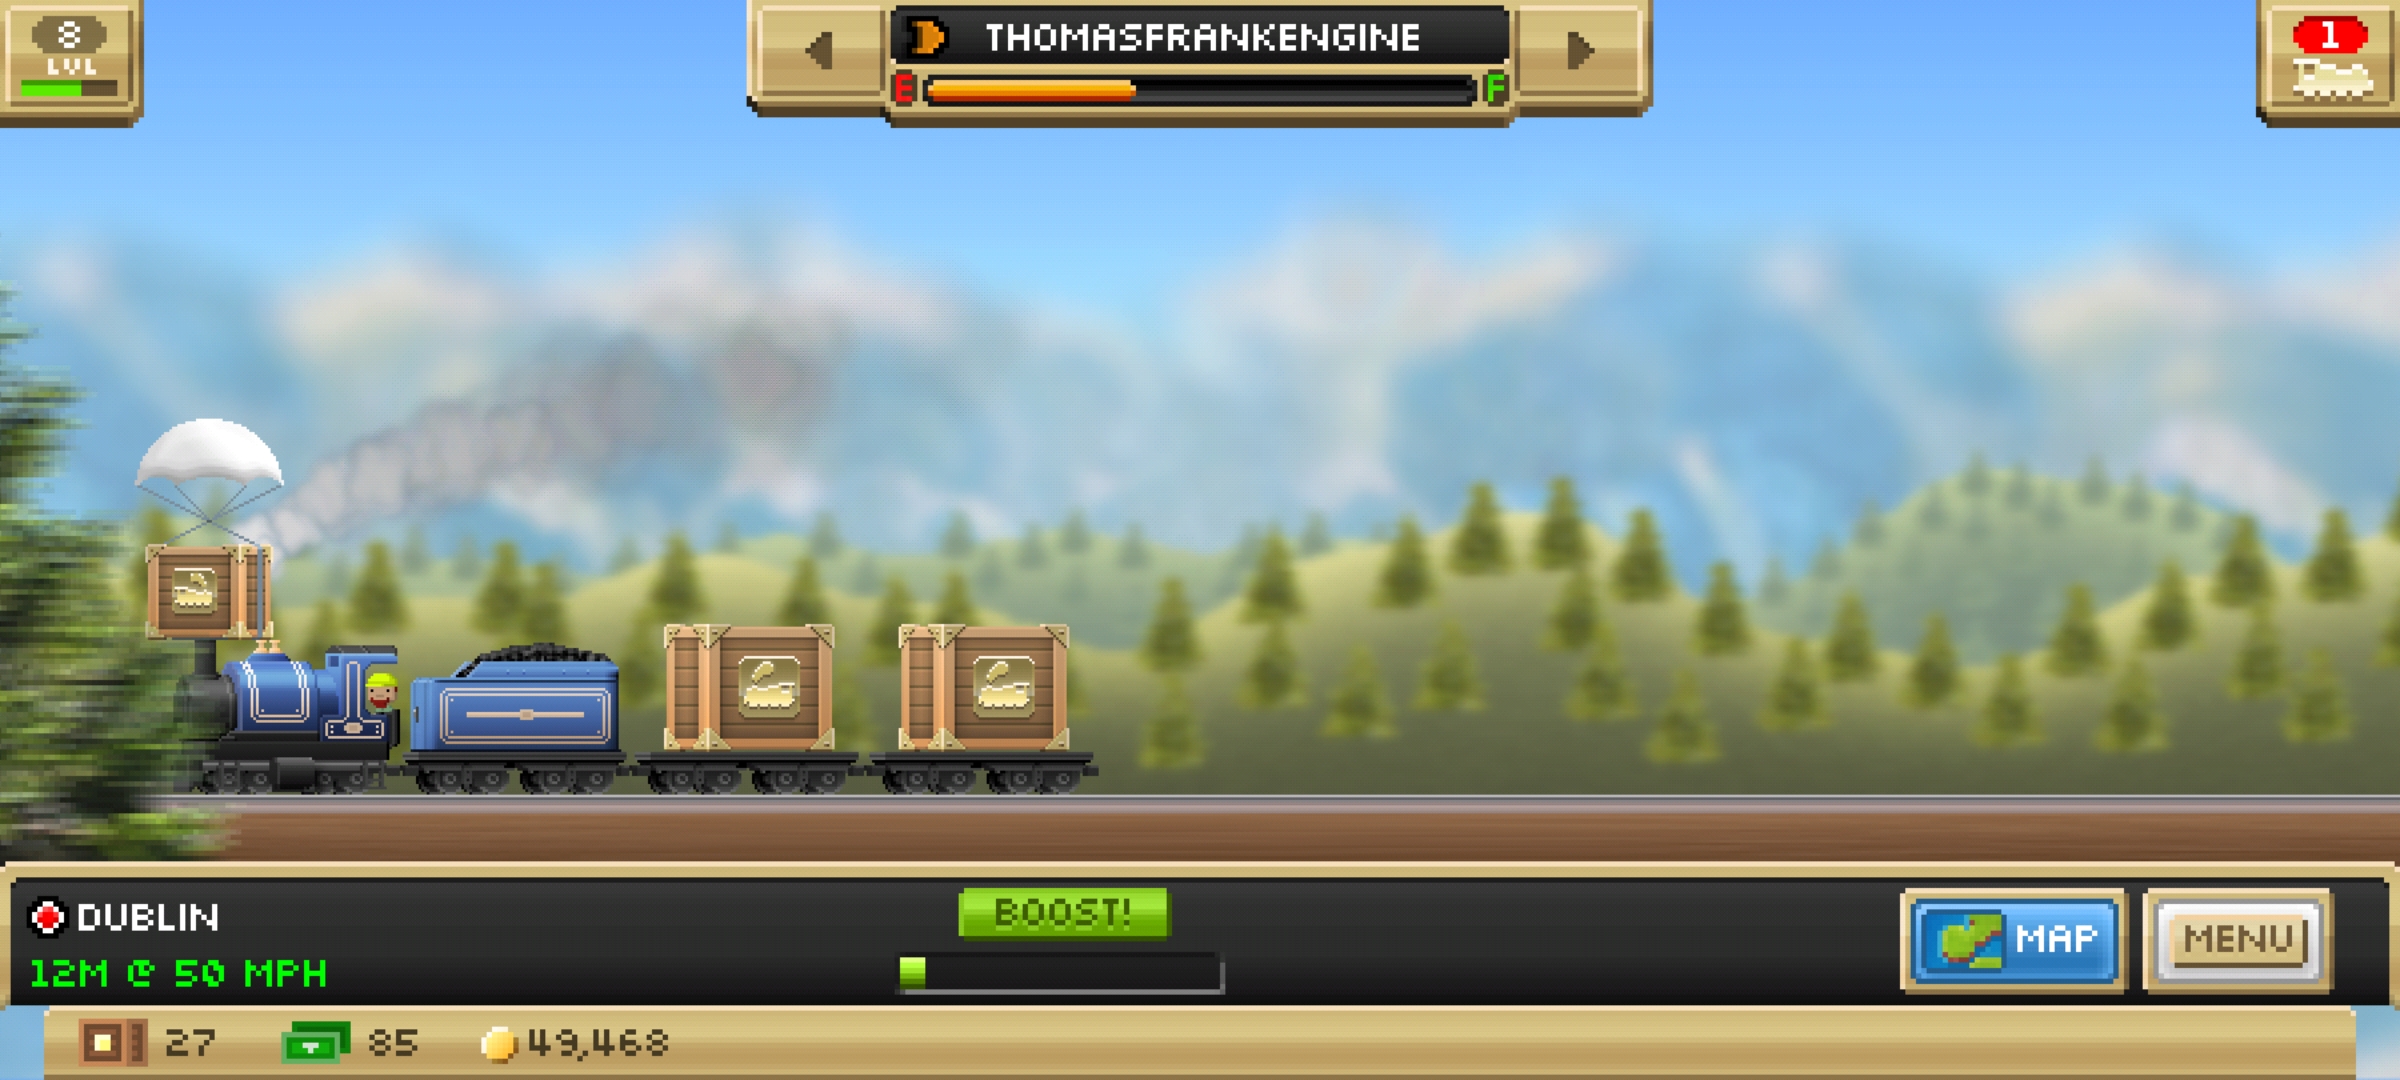 8
LVL
THOMASFRANKENGINE
E
F
1
DUBLIN
12M @ 50 MPH
BOOST!
MAP
MENU
27
85
49,468